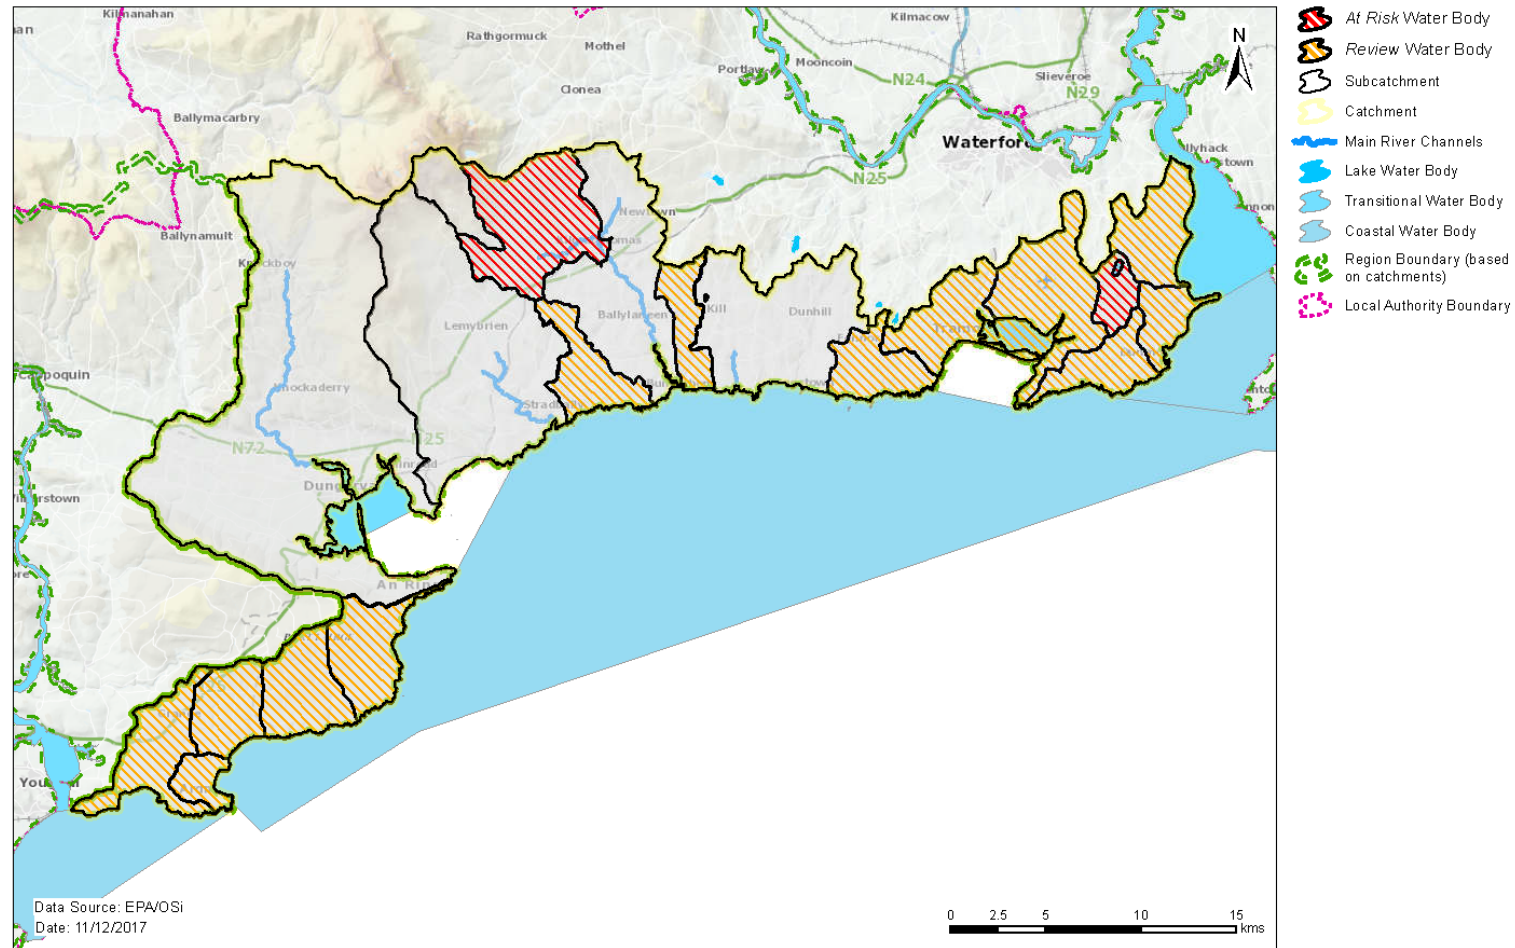 Kilmanahan
Kilmacow
Rathgormuck
Mothel
Portlaw
Mooncoin
N24
Slieveroe
N29
Clonea
Ballymacarbry
Waterford
N25
Newtown
Ballynamult
Knockboy
Lemybrien
Ballylaneen
Kill
Dunhill
Tramore
Cappoquin
Knockaderry
Stradbally
N72
N25
Dungarvan
An Rinn
Grange
Youghal
N
At Risk Water Body
Review Water Body
Subcatchment
Catchment
Main River Channels
Lake Water Body
Transitional Water Body
Coastal Water Body
Region Boundary (based
on catchments)
Local Authority Boundary
Data Source: EPA/OSi
Date: 11/12/2017
0 2.5 5 10 15
kms